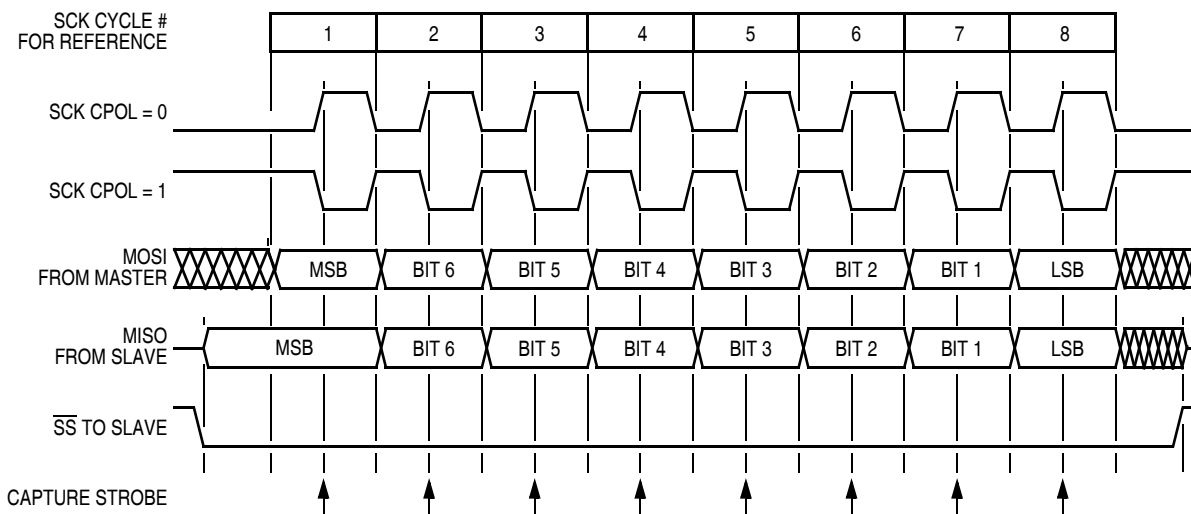 SCK CYCLE #
FOR REFERENCE
1 2 3 4 5 6 7 8
SCK CPOL = 0
SCK CPOL = 1
MOSI
FROM MASTER
MSB BIT 6 BIT 5 BIT 4 BIT 3 BIT 2 BIT 1 LSB
MISO
FROM SLAVE
MSB BIT 6 BIT 5 BIT 4 BIT 3 BIT 2 BIT 1 LSB
S̅S̅ TO SLAVE
CAPTURE STROBE